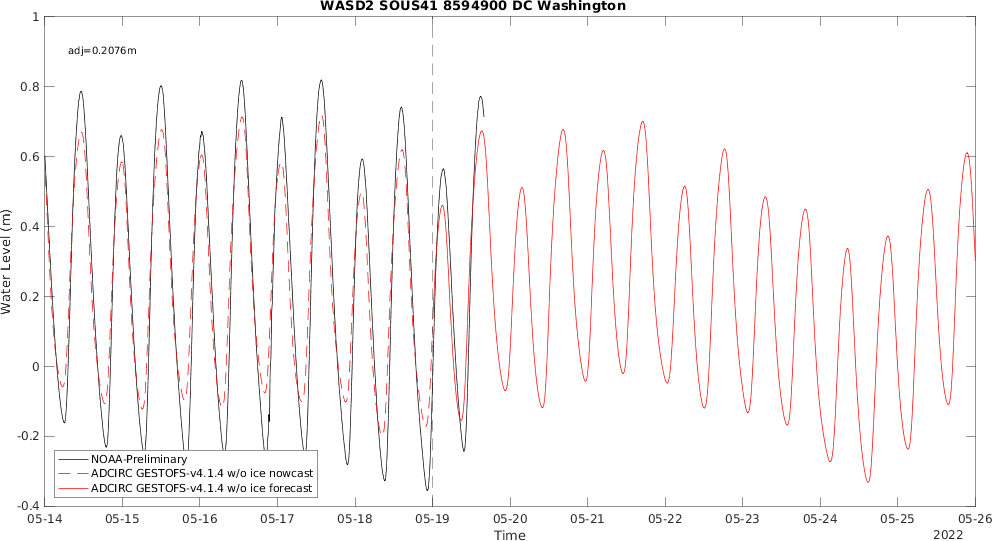 WASD2 SOUS41 8594900 DC Washington
adj=0.2076m
Water Level (m)
1
0.8
0.6
0.4
0.2
0
-0.2
-0.4
NOAA-Preliminary
ADCIRC GESTOFS-v4.1.4 w/o ice nowcast
ADCIRC GESTOFS-v4.1.4 w/o ice forecast
05-14 05-15 05-16 05-17 05-18 05-19 05-20 05-21 05-22 05-23 05-24 05-25 05-26
Time
2022